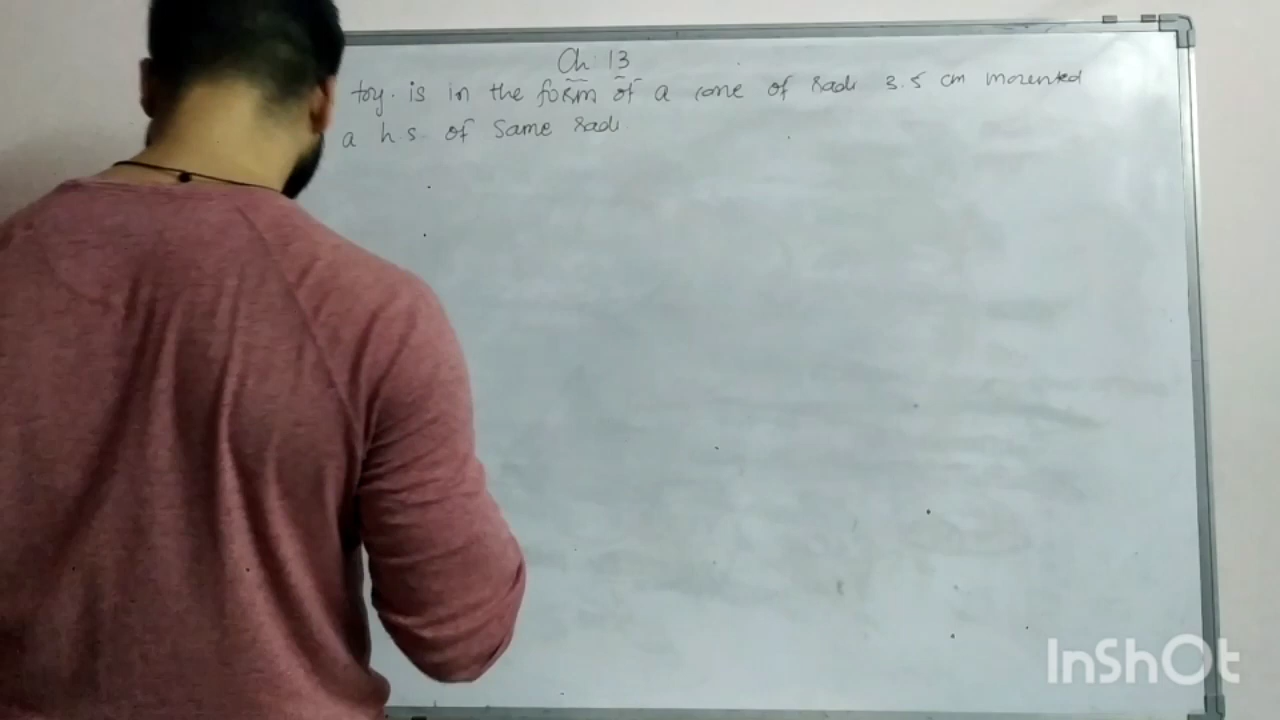 Ch: 13
toy. is in the form of a cone of radi 3.5 cm mounted
a h.s. of Same radi
InShOt